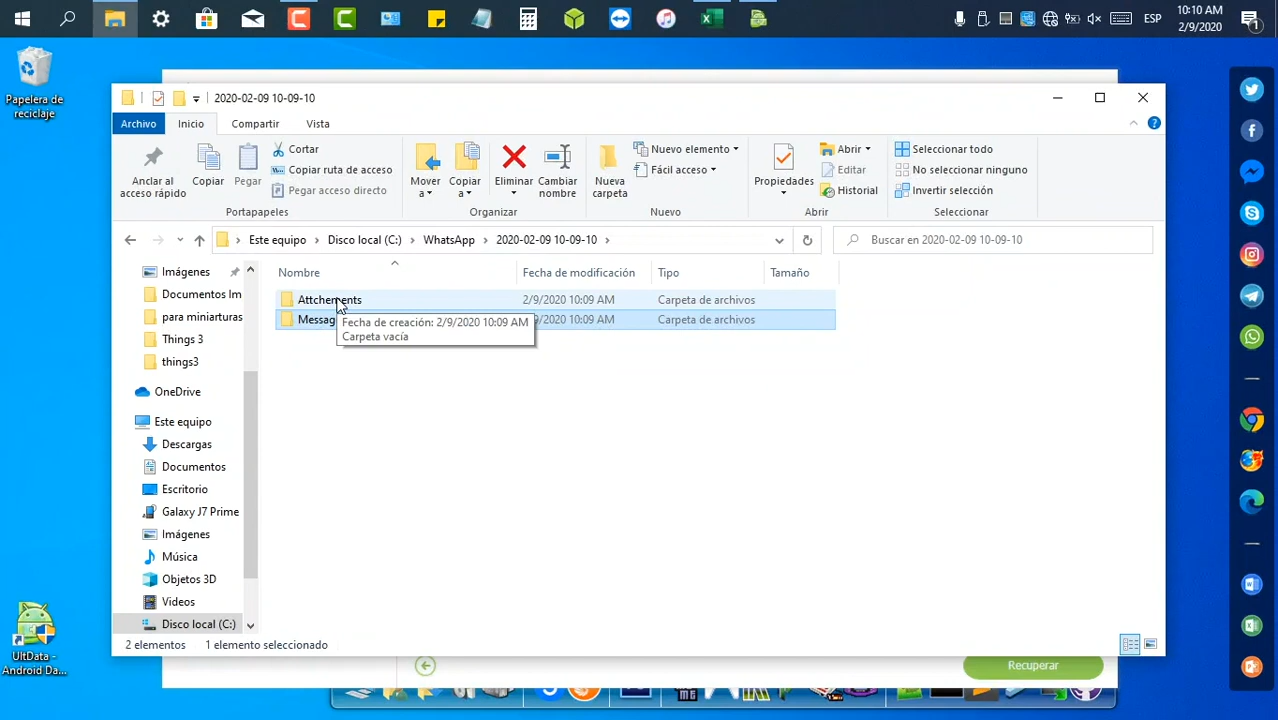 ESP
10:10 AM
2/9/2020
1
Papelera de
reciclaje
2020-02-09 10-09-10
Archivo
Inicio
Compartir
Vista
Anclar al
acceso rápido
Copiar
Pegar
Cortar
Copiar ruta de acceso
Pegar acceso directo
Portapapeles
Mover
a
Copiar
a
Eliminar
Cambiar
nombre
Organizar
Nueva
carpeta
Nuevo elemento
Fácil acceso
Nuevo
Propiedades
Abrir
Editar
Historial
Abrir
Seleccionar todo
No seleccionar ninguno
Invertir selección
Seleccionar
Este equipo
Disco local (C:)
WhatsApp
2020-02-09 10-09-10
Buscar en 2020-02-09 10-09-10
Nombre
Fecha de modificación
Tipo
Tamaño
Attchements
2/9/2020 10:09 AM
Carpeta de archivos
Messag
/9/2020 10:09 AM
Carpeta de archivos
Fecha de creación: 2/9/2020 10:09 AM
Carpeta vacía
Imágenes
Documentos Im
para miniaturas
Things 3
things3
OneDrive
Este equipo
Descargas
Documentos
Escritorio
Galaxy J7 Prime
Imágenes
Música
Objetos 3D
Videos
Disco local (C:)
2 elementos
1 elemento seleccionado
UltData -
Android Da...
Recuperar